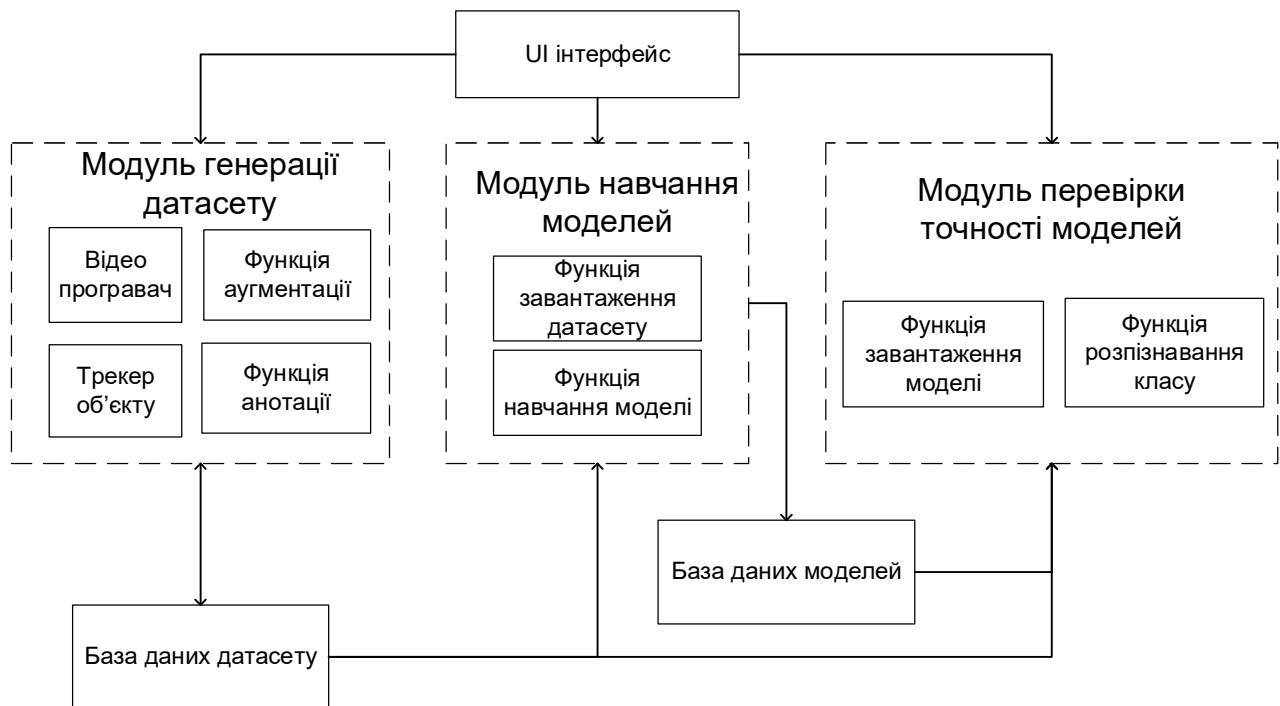 UI інтерфейс
Модуль генерації
датасету
Відео
програвач
Функція
аугментації
Трекер
об’єкту
Функція
анотації
Модуль навчання
моделей
Функція
завантаження
датасету
Функція
навчання моделі
Модуль перевірки
точності моделей
Функція
завантаження
моделі
Функція
розпізнавання
класу
База даних моделей
База даних датасету